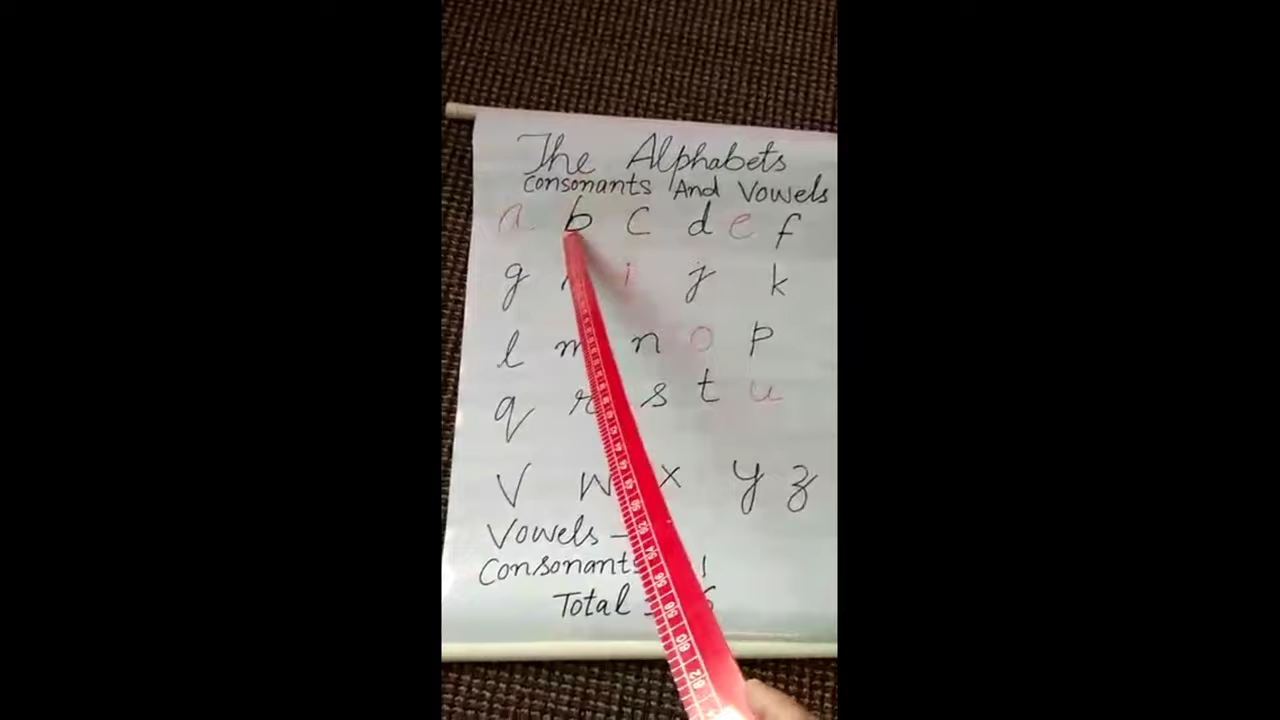 The Alphabets
Consonants And Vowels
a b c d e f
g i j k
l m n o p
q r s t u
v w x y z
Vowels –
Consonants
Total